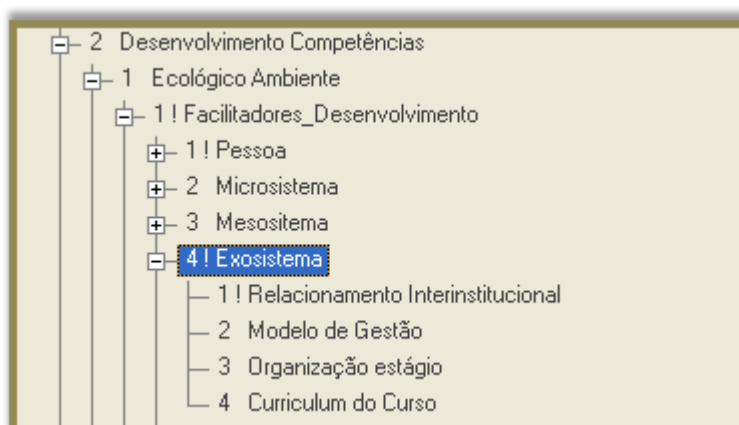 2 Desenvolvimento Competências
1 Ecológico Ambiente
1 ! Facilitadores_Desenvolvimento
1 ! Pessoa
2 Microsistema
3 Mesositema
4 ! Exosistema
1 ! Relacionamento Interinstitucional
2 Modelo de Gestão
3 Organização estágio
4 Curriculum do Curso